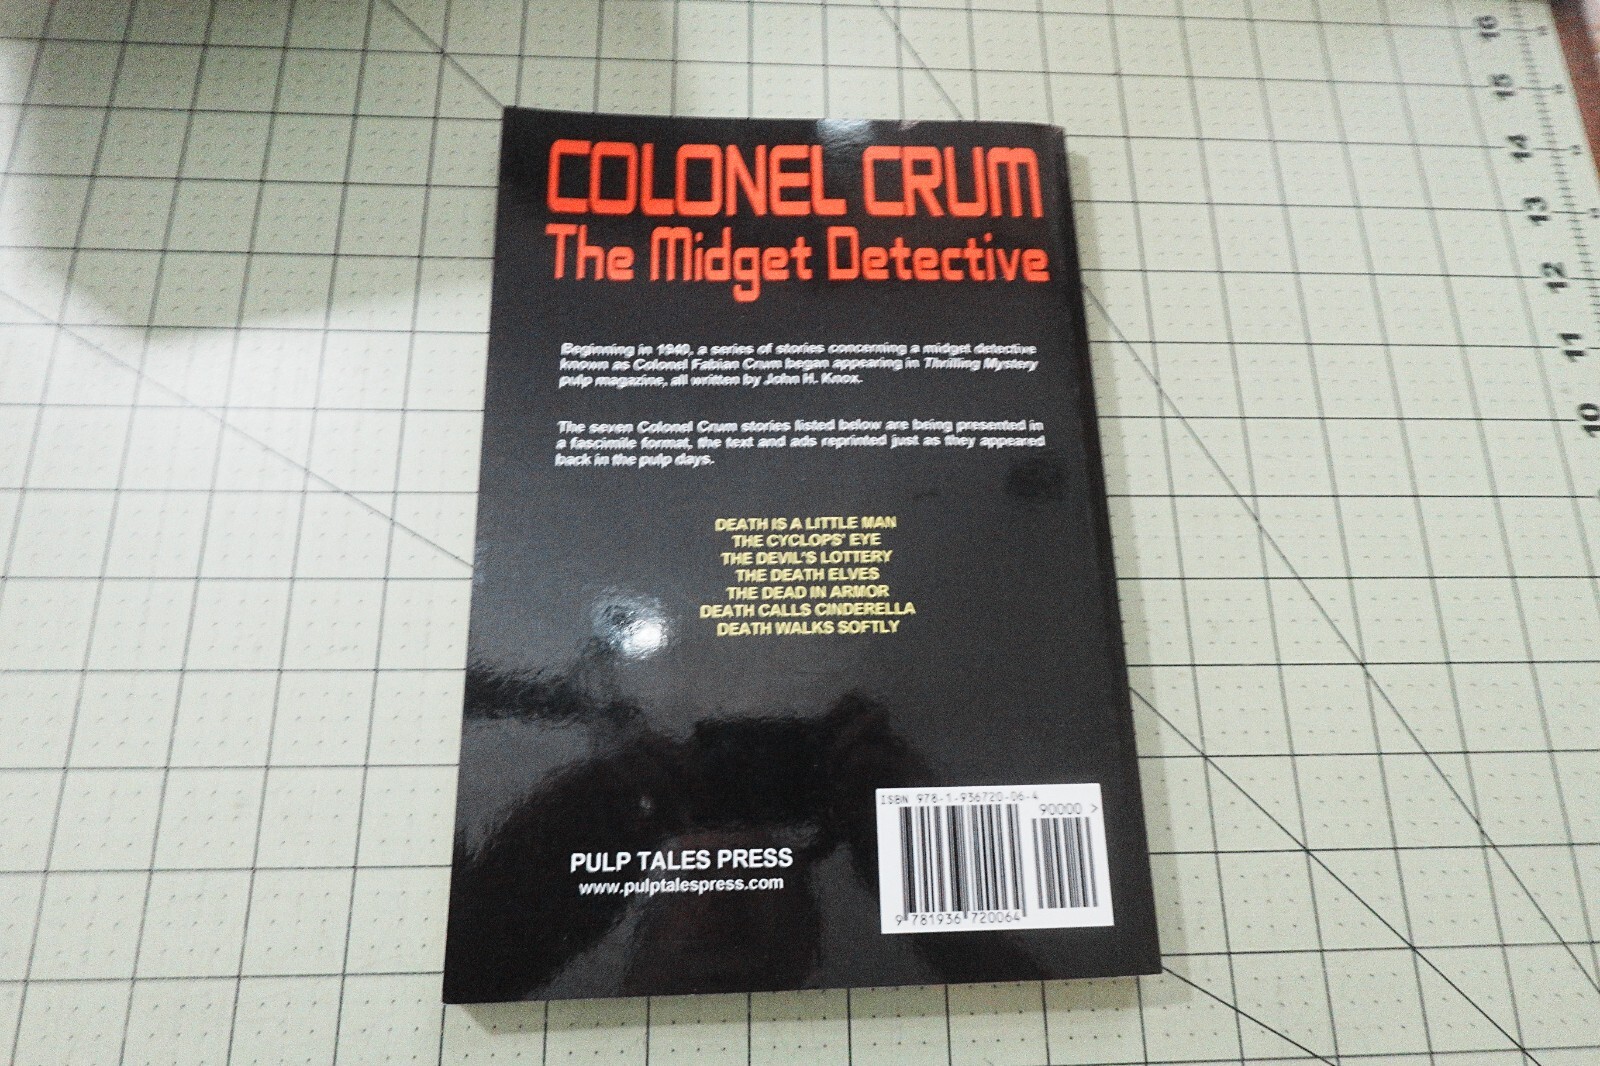 COLONEL CRUM
The Midget Detective
Beginning in 1940, a series of stories concerning a midget detective
known as Colonel Fabian Crum began appearing in Thrilling Mystery
pulp magazine, all written by John H. Knox.
The seven Colonel Crum stories listed below are being presented in
a fascimile format, the text and ads reprinted just as they appeared
back in the pulp days.
DEATH IS A LITTLE MAN
THE CYCLOPS' EYE
THE DEVIL'S LOTTERY
THE DEATH ELVES
THE DEAD IN ARMOR
DEATH CALLS CINDERELLA
DEATH WALKS SOFTLY
PULP TALES PRESS
www.pulptalespress.com
ISBN 978-1-936720-06-4
90000 >
9 781936 720064
16
15
14
13
12
11
10